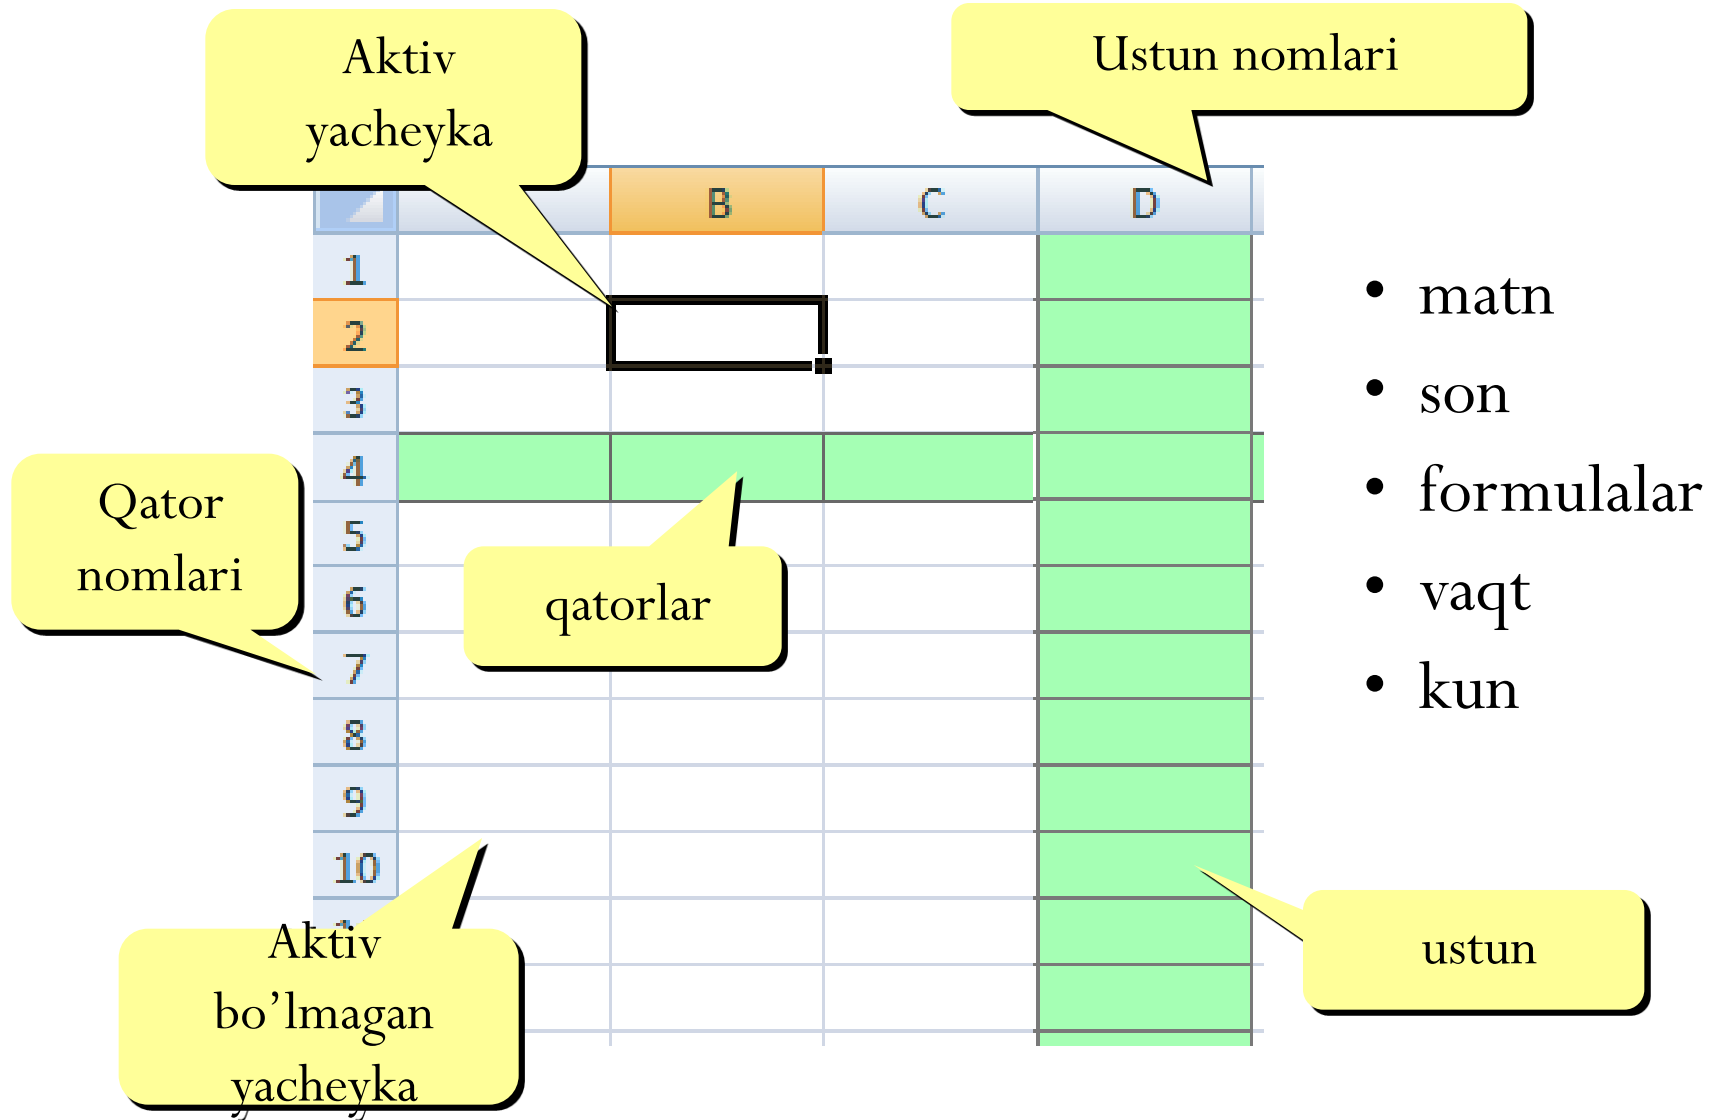 Aktiv
yacheyka
Ustun nomlari
B C D
1
2
3
4
5
6
7
8
9
10
Qator
nomlari
qatorlar
• matn
• son
• formulalar
• vaqt
• kun
Aktiv
bo’lmagan
yacheyka
ustun